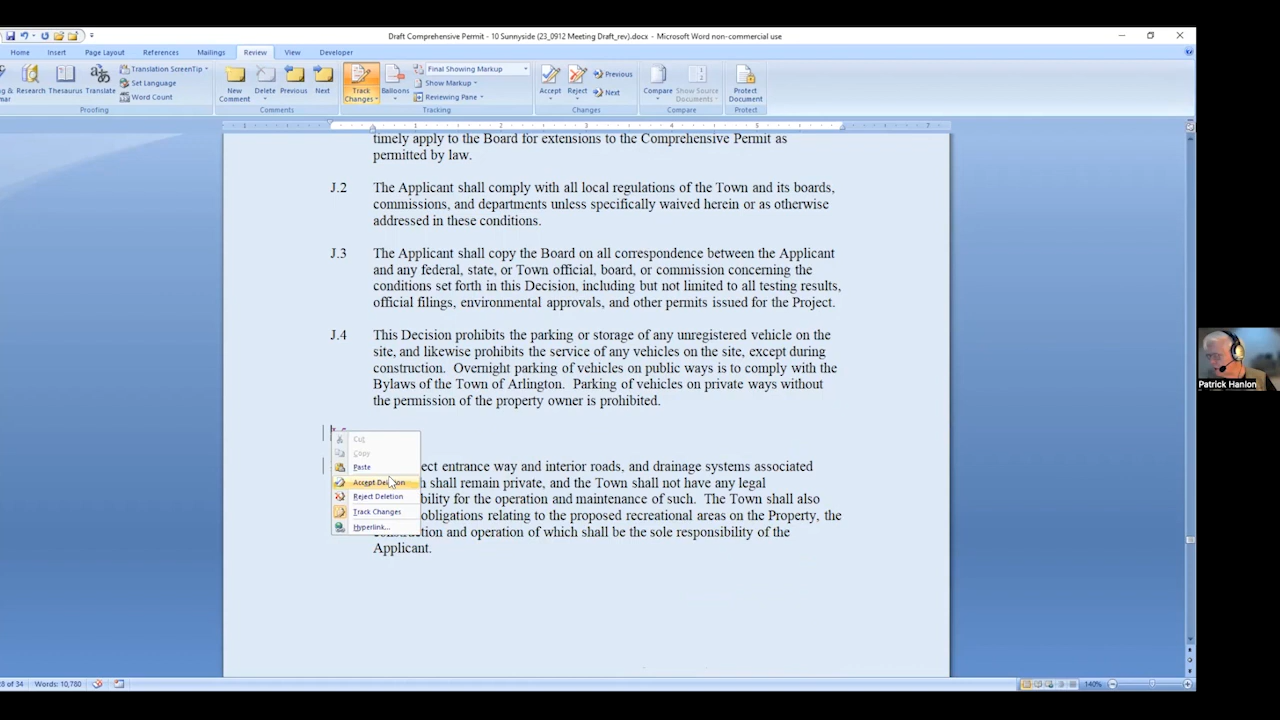 Draft Comprehensive Permit - 10 Sunnyside (23_0912 Meeting Draft_rev).docx - Microsoft Word non-commercial use
Home Insert Page Layout References Mailings Review View Developer
Research Thesaurus Translate
Translation ScreenTip
Set Language
Word Count
Proofing
New Comment Delete Previous Next
Comments
Track Changes Balloons
Final Showing Markup
Show Markup
Reviewing Pane
Tracking
Accept Reject
Previous
Next
Changes
Compare Show Source Documents
Compare
Protect Document
Protect
timely apply to the Board for extensions to the Comprehensive Permit as
permitted by law.
J.2 The Applicant shall comply with all local regulations of the Town and its boards,
commissions, and departments unless specifically waived herein or as otherwise
addressed in these conditions.
J.3 The Applicant shall copy the Board on all correspondence between the Applicant
and any federal, state, or Town official, board, or commission concerning the
conditions set forth in this Decision, including but not limited to all testing results,
official filings, environmental approvals, and other permits issued for the Project.
J.4 This Decision prohibits the parking or storage of any unregistered vehicle on the
site, and likewise prohibits the service of any vehicles on the site, except during
construction. Overnight parking of vehicles on public ways is to comply with the
Bylaws of the Town of Arlington. Parking of vehicles on private ways without
the permission of the property owner is prohibited.
Cut
Copy
Paste
Accept Deletion
Reject Deletion
Track Changes
Hyperlink...
entrance way and interior roads, and drainage systems associated
shall remain private, and the Town shall not have any legal
for the operation and maintenance of such. The Town shall also
obligations relating to the proposed recreational areas on the Property, the
and operation of which shall be the sole responsibility of the
Applicant.
Patrick Hanlon
of 34 Words: 10,780
140%